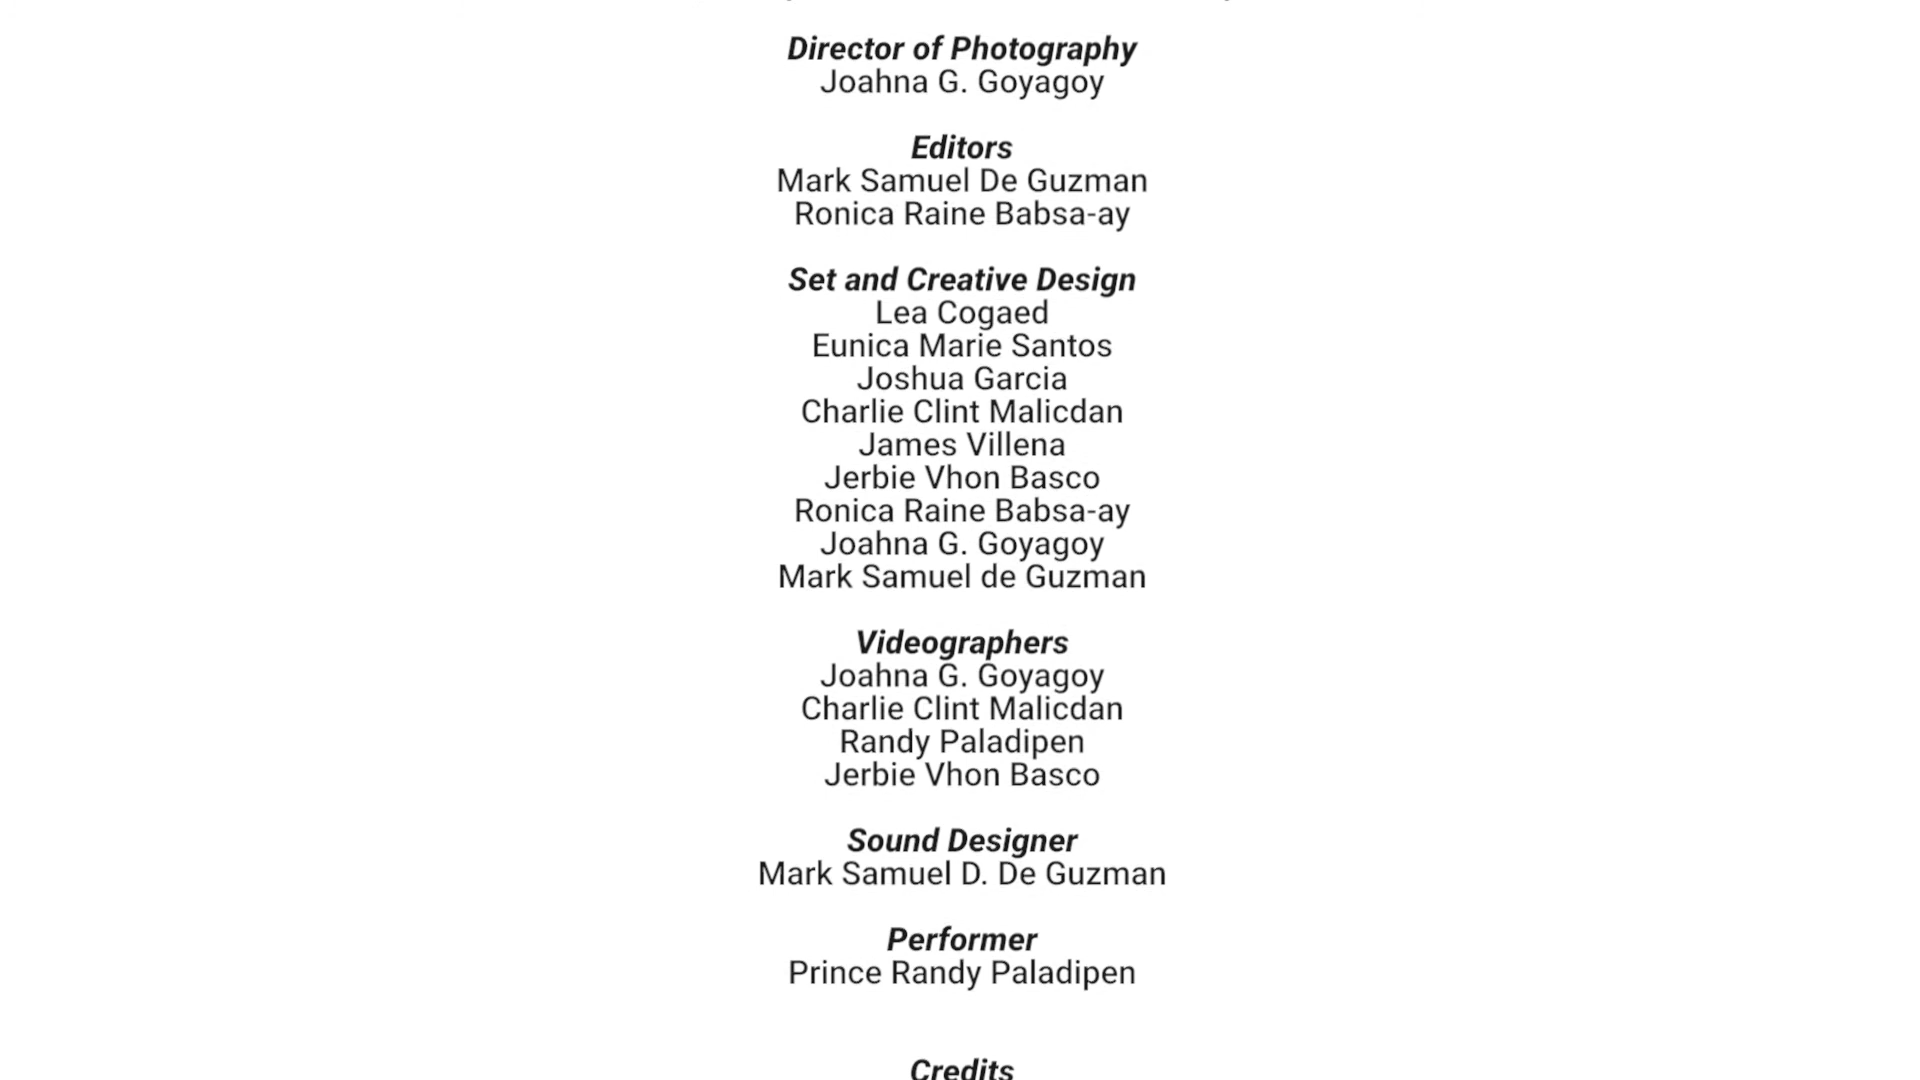 Director of Photography
Joahna G. Goyagoy
Editors
Mark Samuel De Guzman
Ronica Raine Babsa-ay
Set and Creative Design
Lea Cogaed
Eunica Marie Santos
Joshua Garcia
Charlie Clint Malicdan
James Villena
Jerbie Vhon Basco
Ronica Raine Babsa-ay
Joahna G. Goyagoy
Mark Samuel de Guzman
Videographers
Joahna G. Goyagoy
Charlie Clint Malicdan
Randy Paladipen
Jerbie Vhon Basco
Sound Designer
Mark Samuel D. De Guzman
Performer
Prince Randy Paladipen
Credits